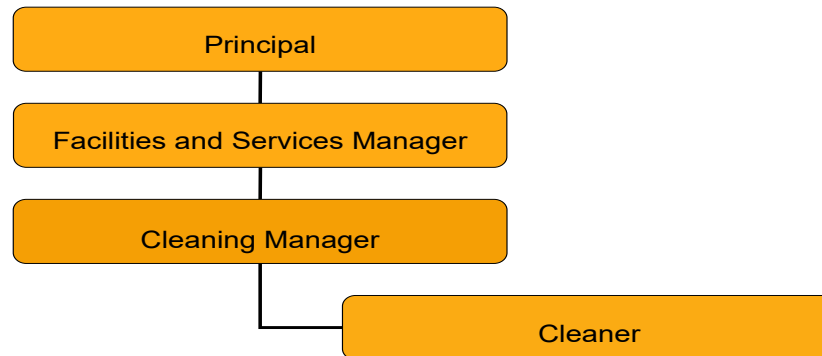 Principal
Facilities and Services Manager
Cleaning Manager
Cleaner